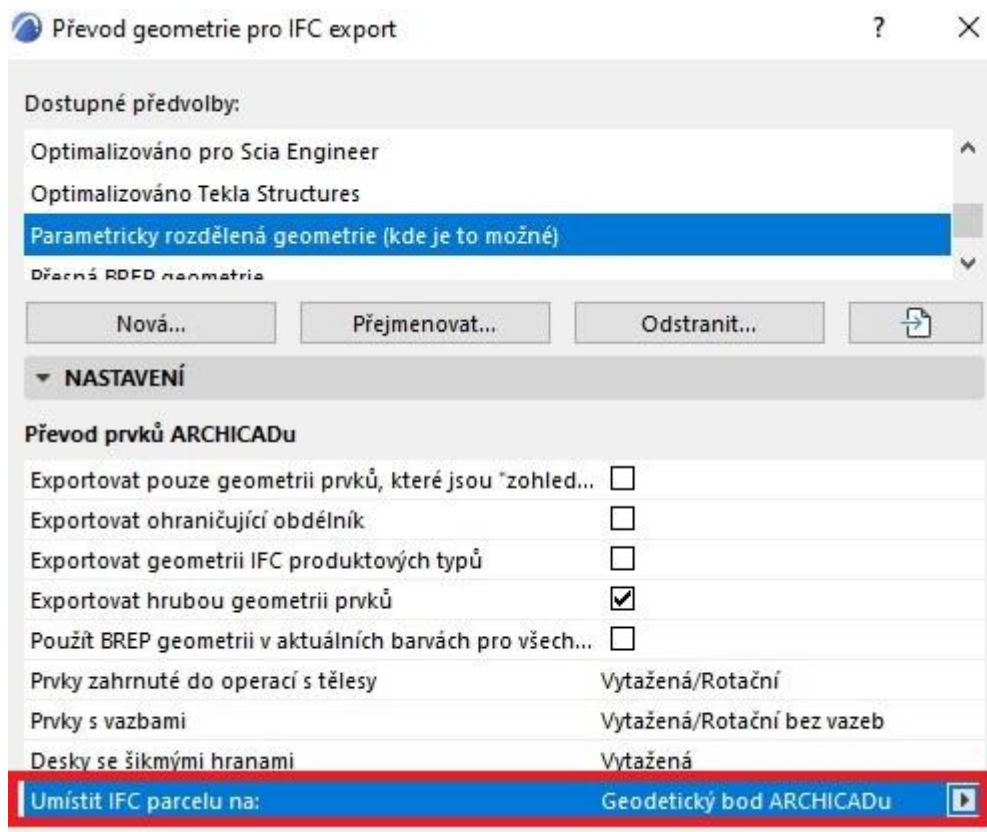 Převod geometrie pro IFC export ?
Dostupné předvolby:
Optimalizováno pro Scia Engineer
Optimalizováno Tekla Structures
Parametricky rozdělená geometrie (kde je to možné)
Přesná BREP geometrie
Nová... Přejmenovat... Odstranit...
NASTAVENÍ
Převod prvků ARCHICADu
Exportovat pouze geometrii prvků, které jsou "zohled...
Exportovat ohraničující obdélník
Exportovat geometrii IFC produktových typů
Exportovat hrubou geometrii prvků
Použít BREP geometrii v aktuálních barvách pro všech...
Prvky zahrnuté do operací s tělesy Vytažená/Rotační
Prvky s vazbami Vytažená/Rotační bez vazeb
Desky se šikmými hranami Vytažená
Umístit IFC parcelu na: Geodetický bod ARCHICADu